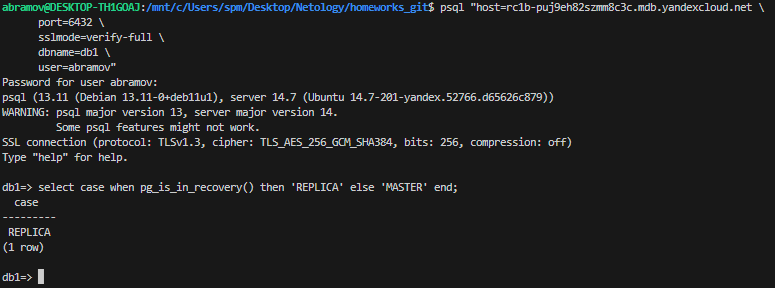 abramov@DESKTOP-TH1GOAJ:/mnt/c/Users/spm/Desktop/Netology/homeworks_git$ psql "host=rc1b-puj9eh82szmm8c3c.mdb.yandexcloud.net \
port=6432 \
sslmode=verify-full \
dbname=db1 \
user=abramov"
Password for user abramov:
psql (13.11 (Debian 13.11-0+deb11u1), server 14.7 (Ubuntu 14.7-201-yandex.52766.d65626c879))
WARNING: psql major version 13, server major version 14.
Some psql features might not work.
SSL connection (protocol: TLSv1.3, cipher: TLS_AES_256_GCM_SHA384, bits: 256, compression: off)
Type "help" for help.
db1=> select case when pg_is_in_recovery() then 'REPLICA' else 'MASTER' end;
case
---------
REPLICA
(1 row)
db1=>